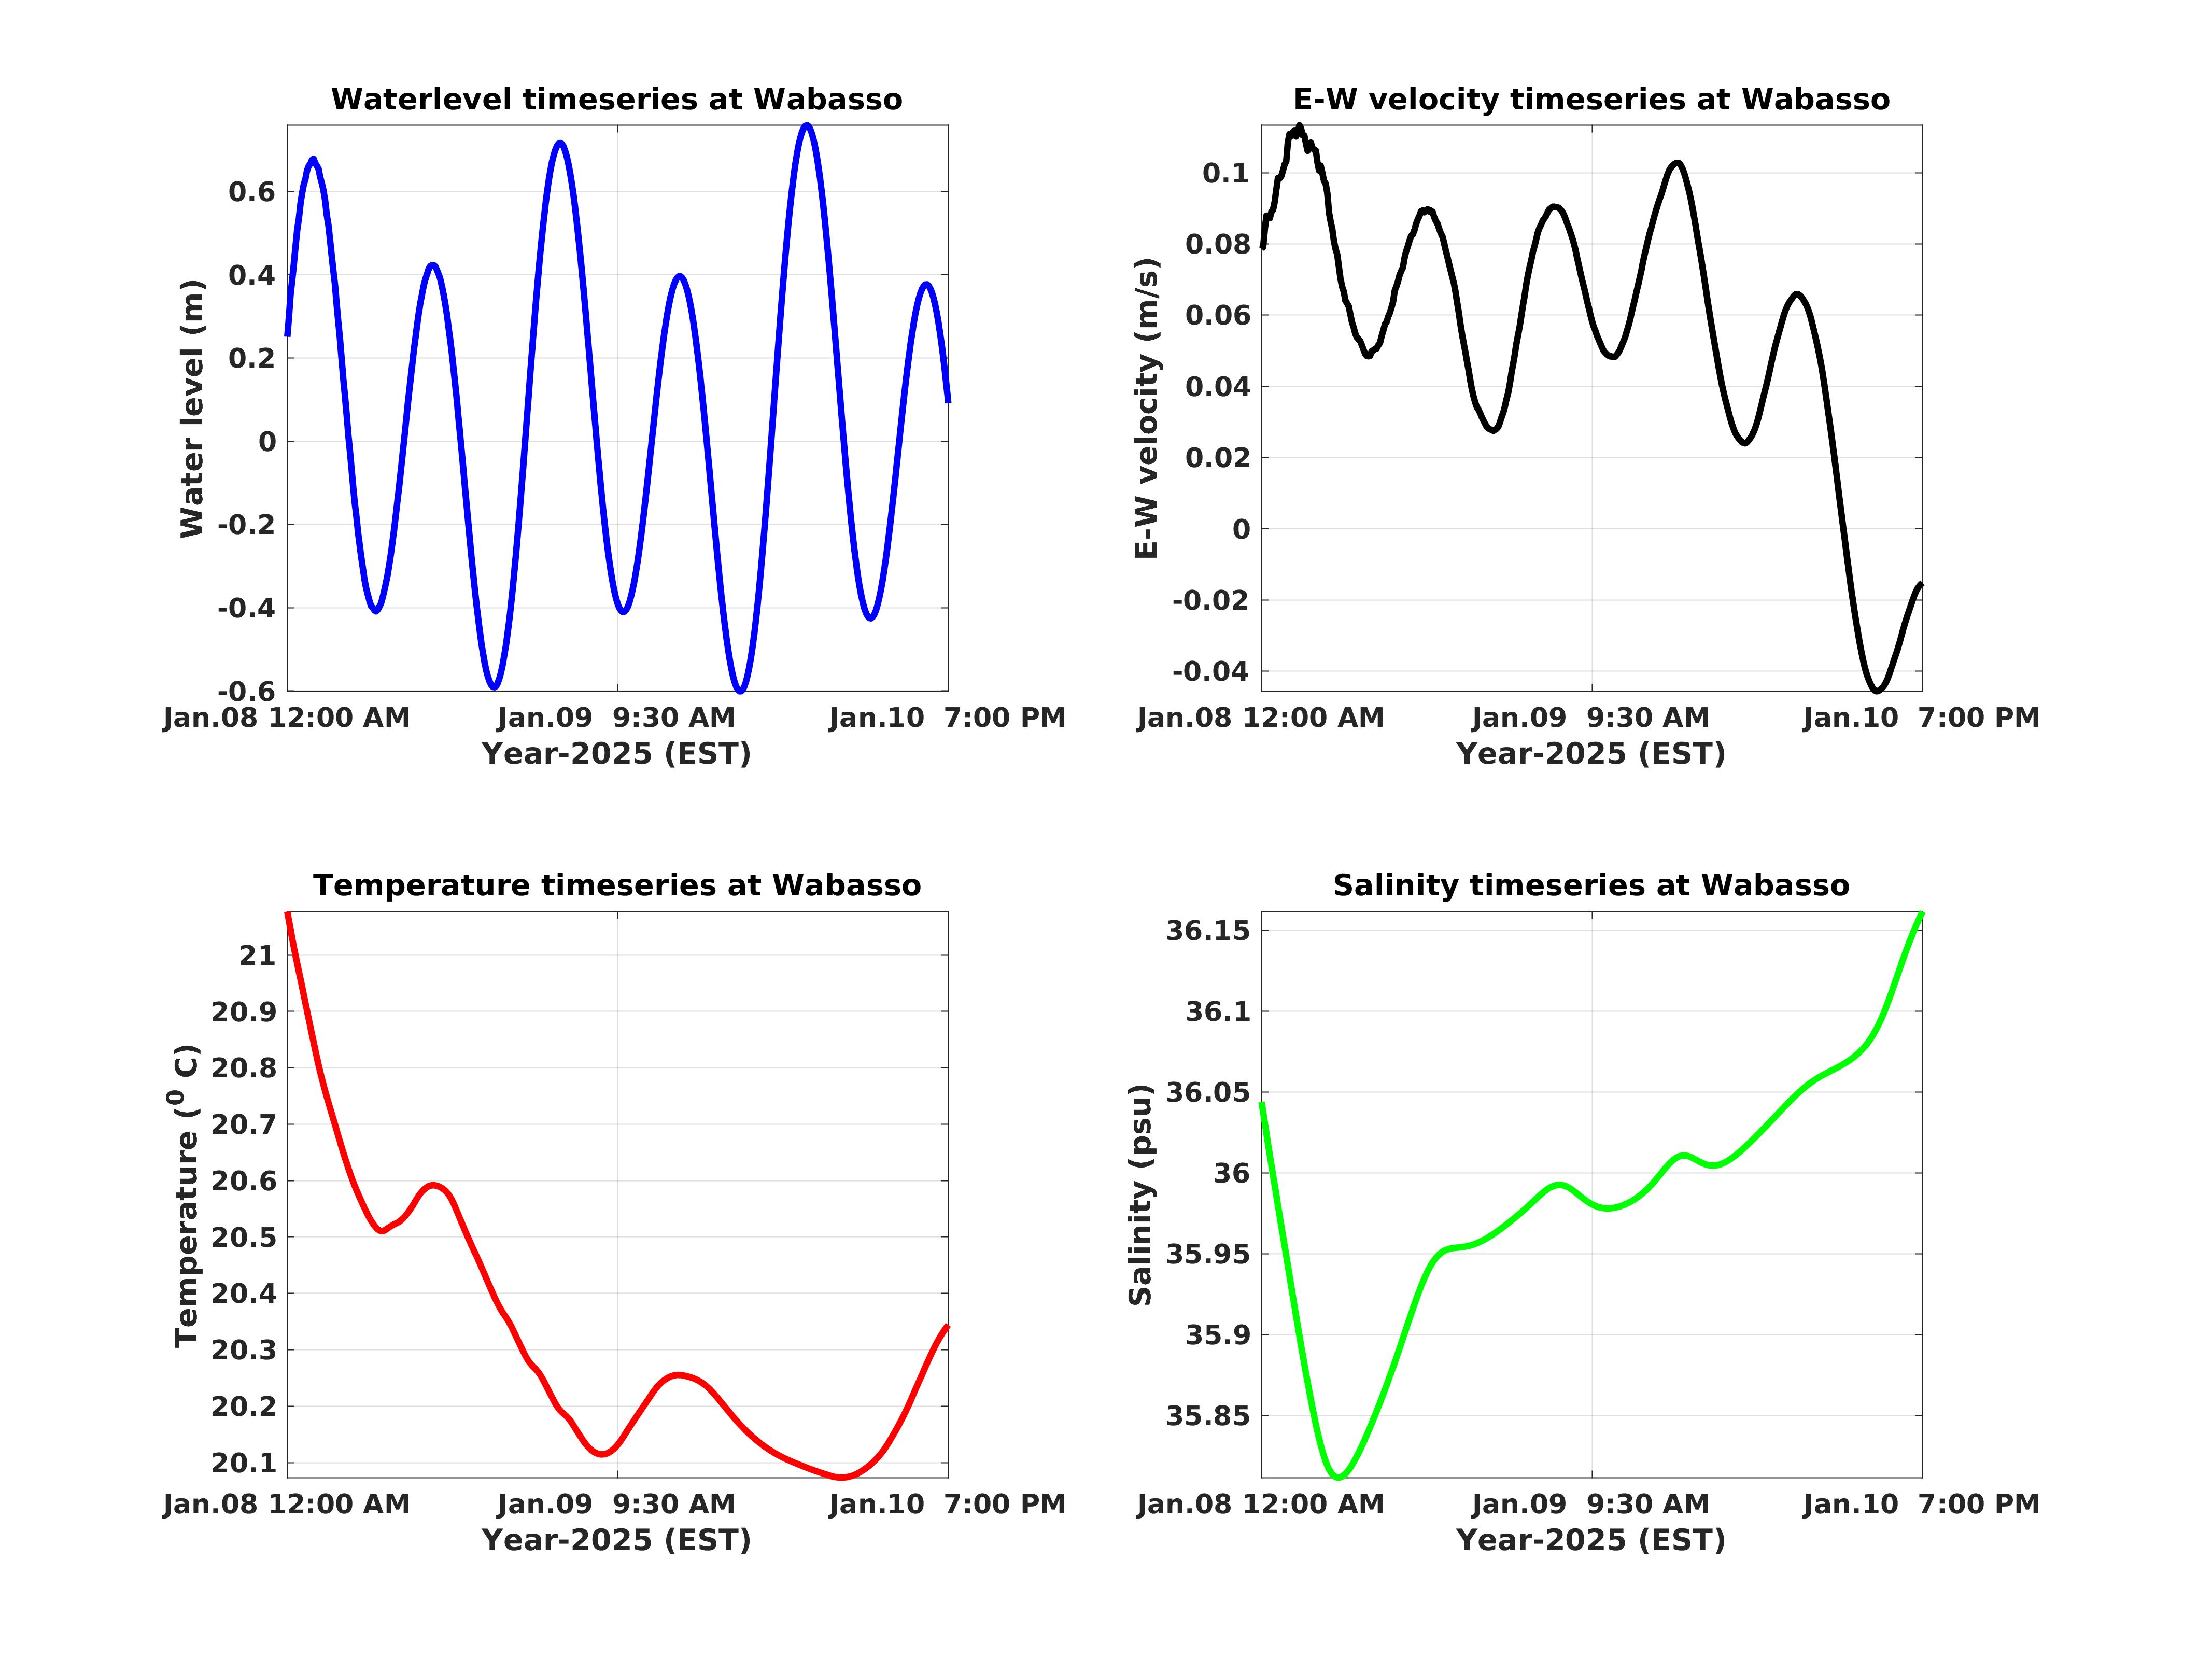 Waterlevel timeseries at Wabasso
Water level (m)
0.6
0.4
0.2
0
-0.2
-0.4
-0.6
Jan.08 12:00 AM
Jan.09 9:30 AM
Jan.10 7:00 PM
Year-2025 (EST)
E-W velocity timeseries at Wabasso
E-W velocity (m/s)
0.1
0.08
0.06
0.04
0.02
0
-0.02
-0.04
Jan.08 12:00 AM
Jan.09 9:30 AM
Jan.10 7:00 PM
Year-2025 (EST)
Temperature timeseries at Wabasso
Temperature (⁰ C)
21
20.9
20.8
20.7
20.6
20.5
20.4
20.3
20.2
20.1
Jan.08 12:00 AM
Jan.09 9:30 AM
Jan.10 7:00 PM
Year-2025 (EST)
Salinity timeseries at Wabasso
Salinity (psu)
36.15
36.1
36.05
36
35.95
35.9
35.85
Jan.08 12:00 AM
Jan.09 9:30 AM
Jan.10 7:00 PM
Year-2025 (EST)